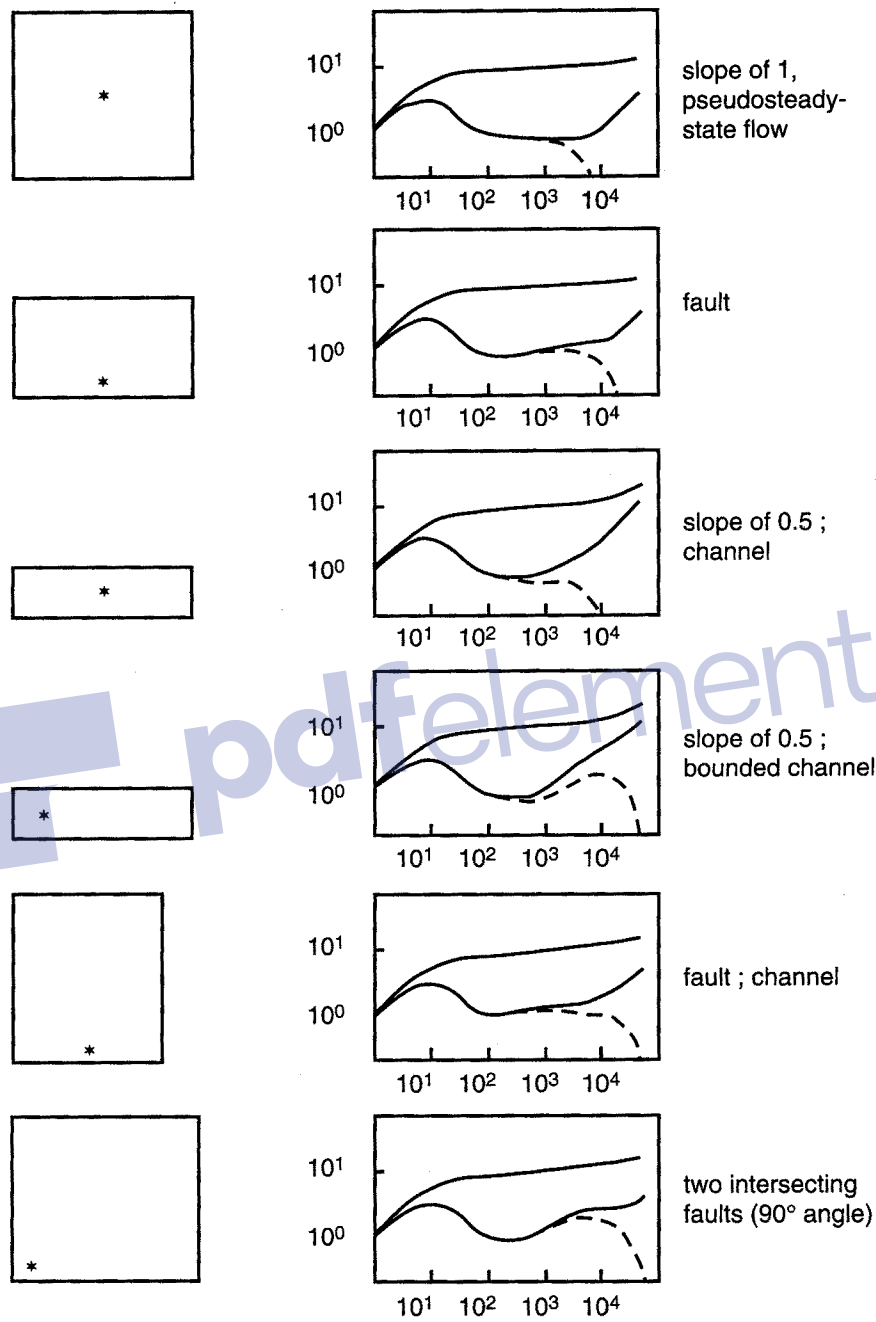 10¹
10⁰
10¹ 10² 10³ 10⁴
slope of 1,
pseudosteady-
state flow
10¹
10⁰
10¹ 10² 10³ 10⁴
fault
10¹
10⁰
10¹ 10² 10³ 10⁴
slope of 0.5 ;
channel
10¹
10⁰
10¹ 10² 10³ 10⁴
slope of 0.5 ;
bounded channel
pdfelement
10¹
10⁰
10¹ 10² 10³ 10⁴
fault ; channel
10¹
10⁰
10¹ 10² 10³ 10⁴
two intersecting
faults (90° angle)